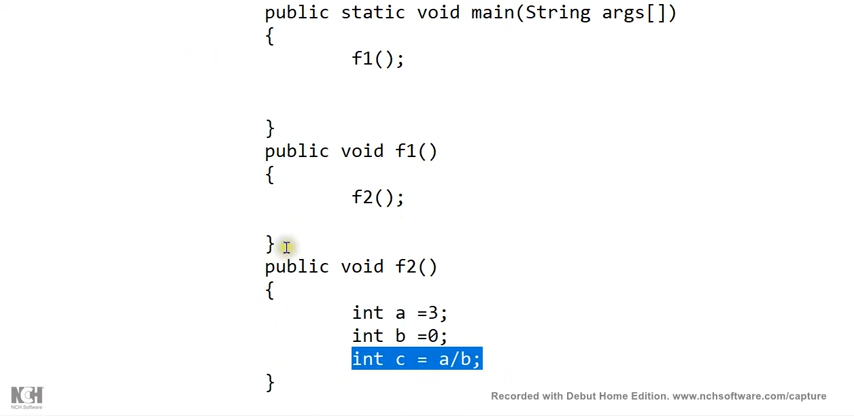 public static void main(String args[])
{
f1();
}
public void f1()
{
f2();
}
public void f2()
{
int a =3;
int b =0;
int c = a/b;
}
NCH
NCH Software
Recorded with Debut Home Edition. www.nchsoftware.com/capture